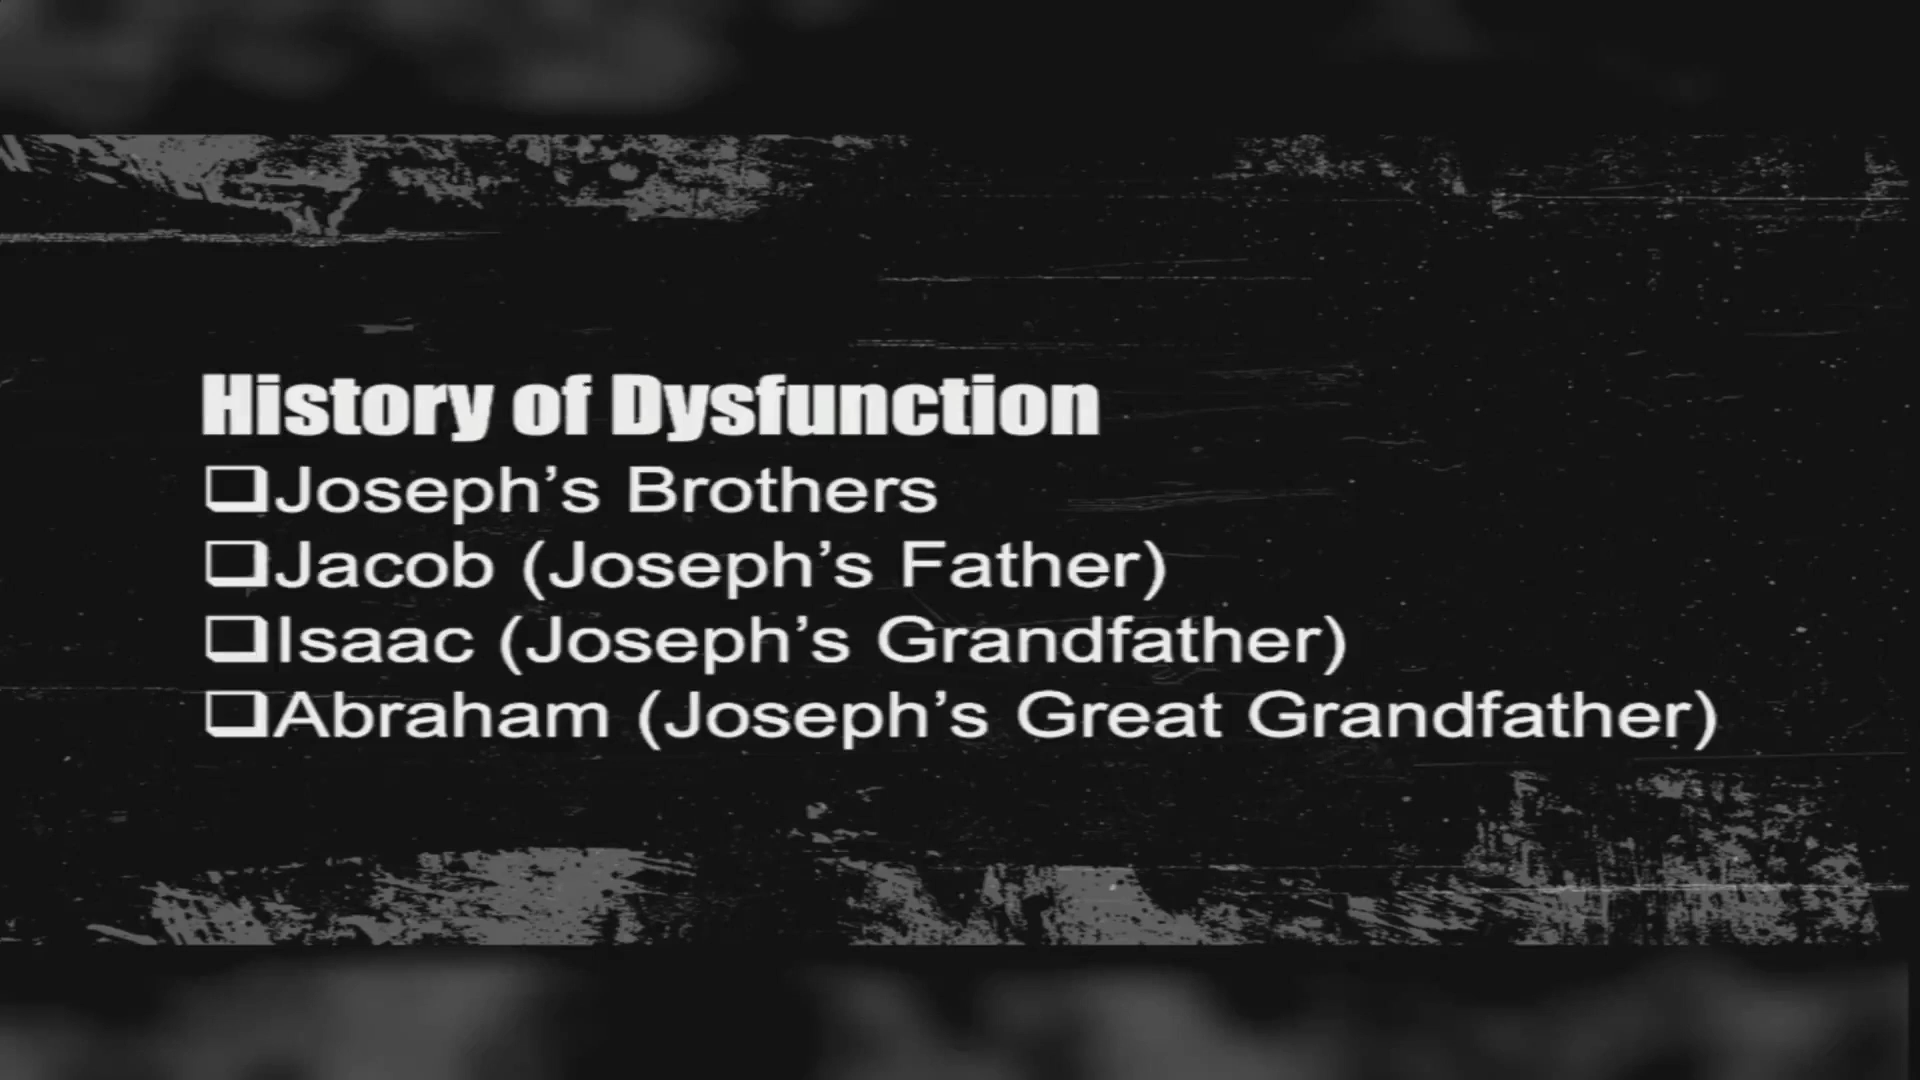 History of Dysfunction
❑Joseph’s Brothers
❑Jacob (Joseph’s Father)
❑Isaac (Joseph’s Grandfather)
❑Abraham (Joseph’s Great Grandfather)